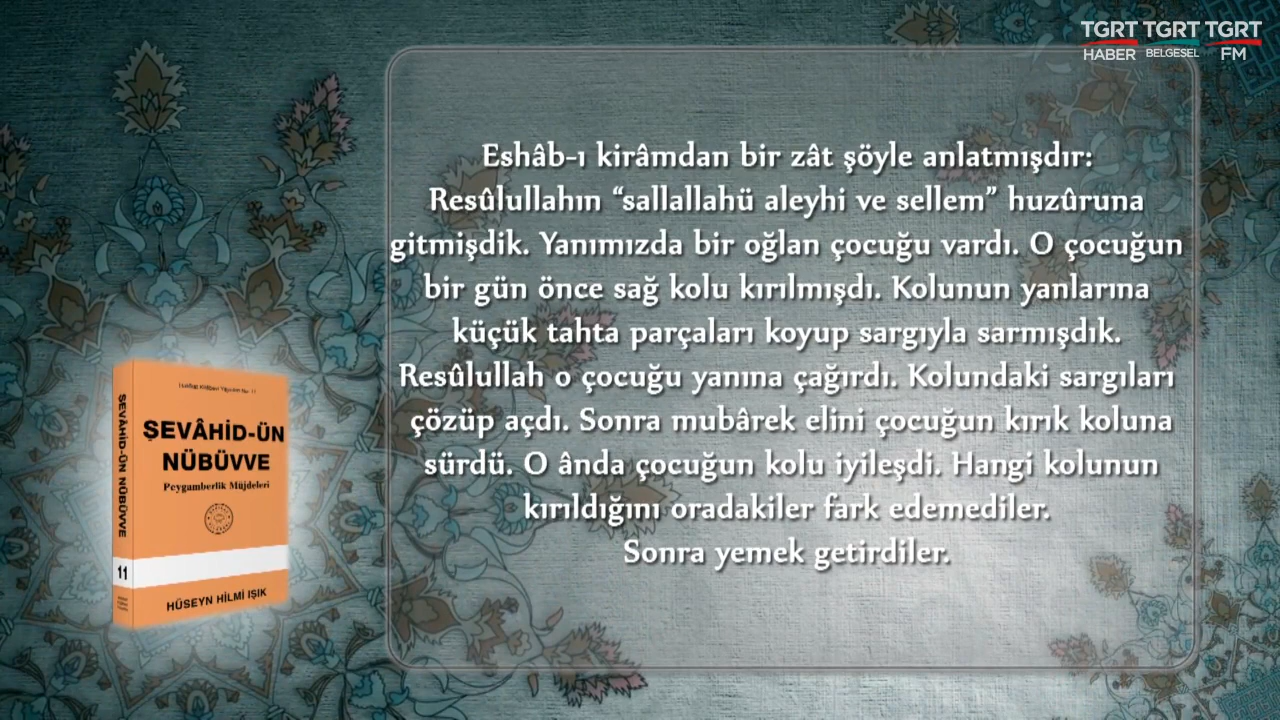 TGRT TGRT TGRT
HABER BELGESEL FM
Eshâb-ı kirâmdan bir zât şöyle anlatmışdır:
Resûlullahın “sallallahü aleyhi ve sellem” huzûruna
gitmişdik. Yanımızda bir oğlan çocuğu vardı. O çocuğun
bir gün önce sağ kolu kırılmışdı. Kolunun yanlarına
küçük tahta parçaları koyup sargıyla sarmışdık.
Resûlullah o çocuğu yanına çağırdı. Kolundaki sargıları
çözüp açdı. Sonra mubârek elini çocuğun kırık koluna
sürdü. O ânda çocuğun kolu iyileşdi. Hangi kolunun
kırıldığını oradakiler fark edemediler.
Sonra yemek getirdiler.
ŞEVÂHİD-ÜN NÜBÜVVE
11
ŞEVÂHİD-ÜN
NÜBÜVVE
Peygamberlik Müjdeleri
HÜSEYN HİLMİ IŞIK